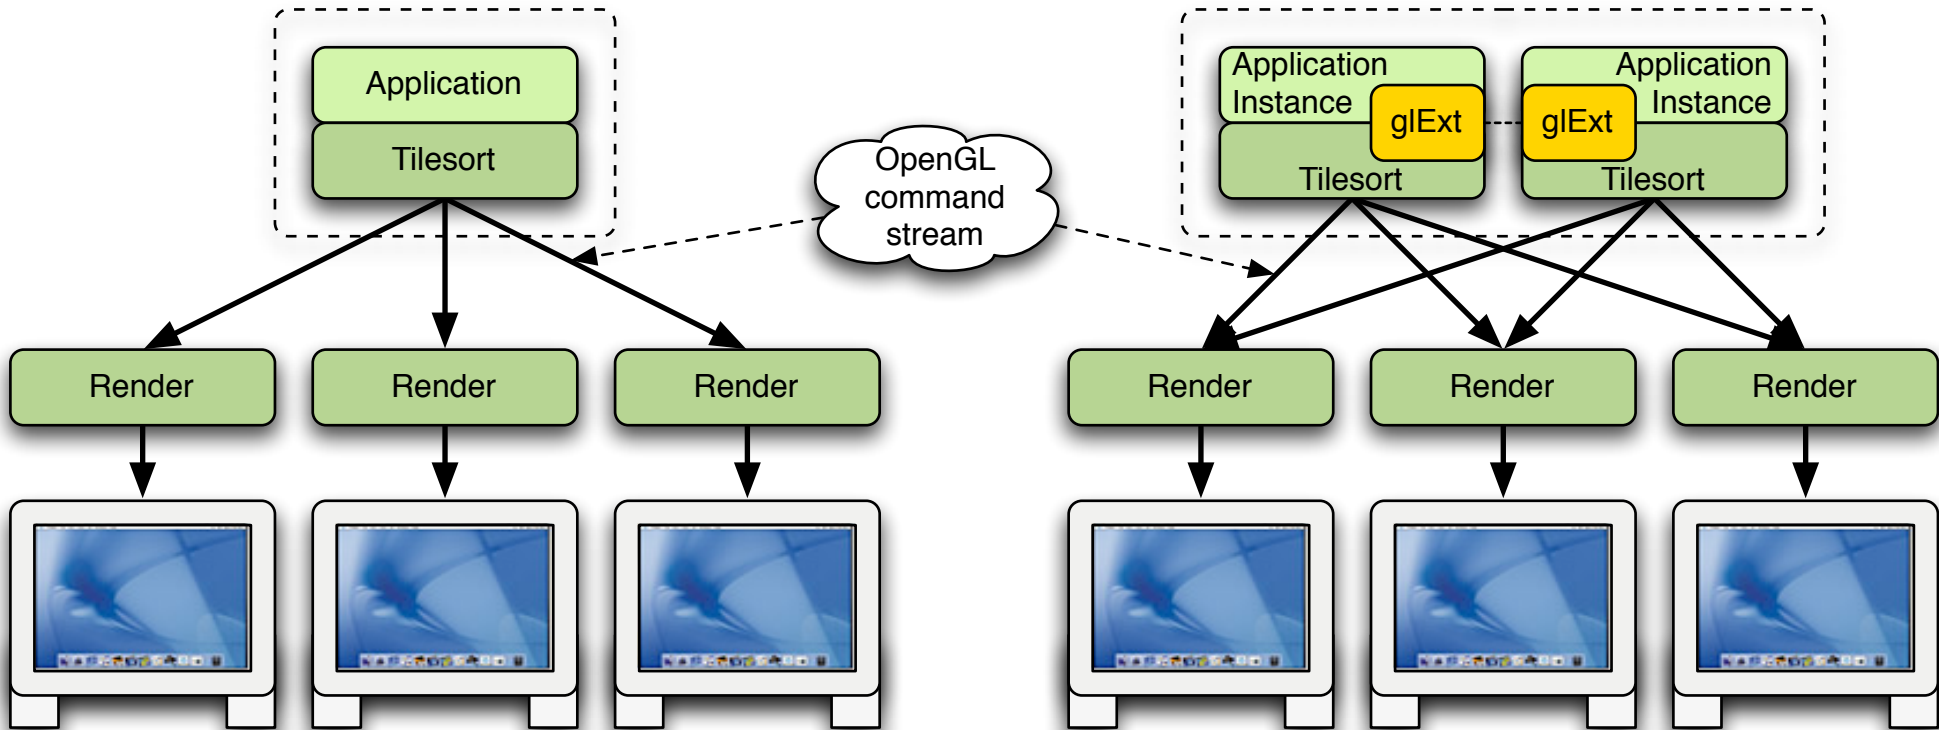 Application
Tilesort
OpenGL
command
stream
Application
Instance
glExt
Tilesort
Application
Instance
glExt
Tilesort
Render
Render
Render
Render
Render
Render